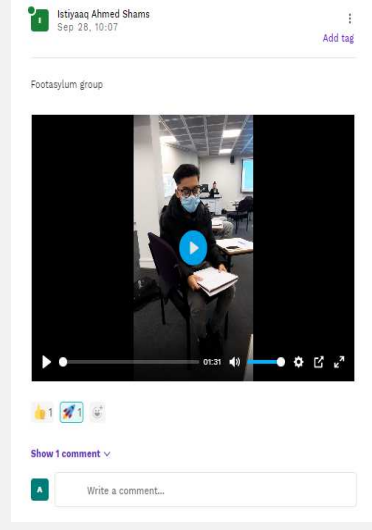 I
Istiyaaq Ahmed Shams
Sep 28, 10:07
Add tag
Footasylum group
01:31
1
1
Show 1 comment
A
Write a comment...